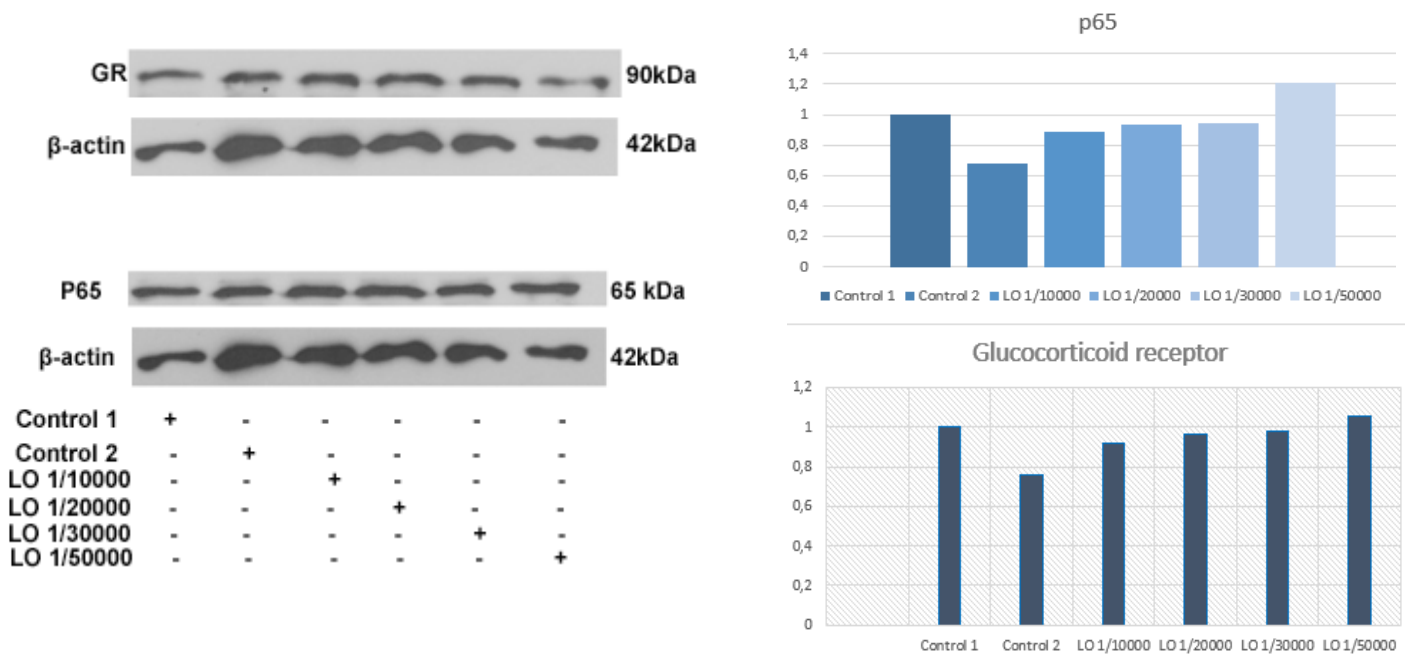 GR 90kDa
β-actin 42kDa
P65 65 kDa
β-actin 42kDa
Control 1 + - - - - -
Control 2 - + - - - -
LO 1/10000 - - + - - -
LO 1/20000 - - - + - -
LO 1/30000 - - - - + -
LO 1/50000 - - - - - +
p65
1,4
1,2
1
0,8
0,6
0,4
0,2
0
Control 1 Control 2 LO 1/10000 LO 1/20000 LO 1/30000 LO 1/50000
Glucocorticoid receptor
1,2
1
0,8
0,6
0,4
0,2
0
Control 1 Control 2 LO 1/10000 LO 1/20000 LO 1/30000 LO 1/50000